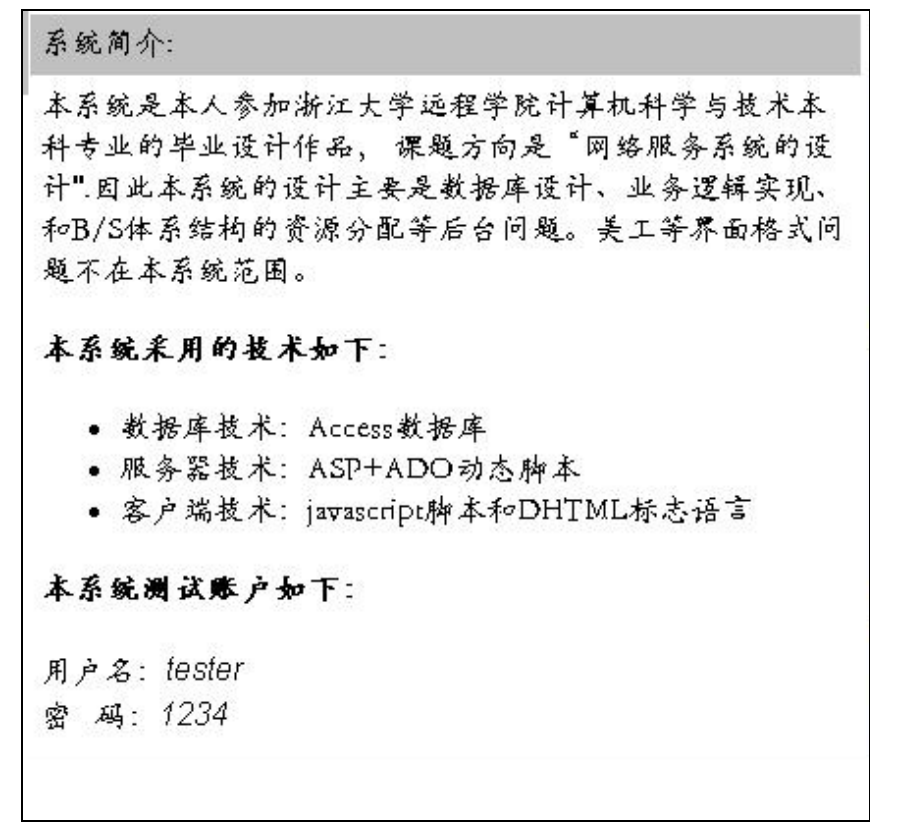 系统简介:
本系统是本人参加浙江大学远程学院计算机科学与技术本
科专业的毕业设计作品， 课题方向是“网络服务系统的设
计".因此本系统的设计主要是数据库设计、业务逻辑实现、
和B/S体系结构的资源分配等后台问题。美工等界面格式问
题不在本系统范围。
本系统采用的技术如下:
• 数据库技术: Access数据库
• 服务器技术: ASP+ADO动态脚本
• 客户端技术: javascript脚本和DHTML标志语言
本系统测试账户如下:
用户名: tester
密 码: 1234